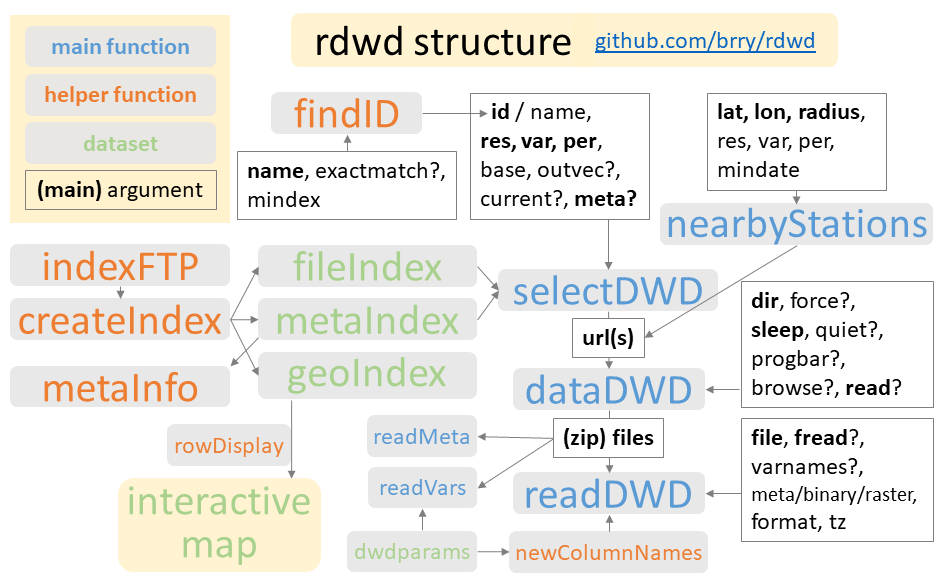 main function
helper function
dataset
(main) argument
rdwd structure
github.com/brry/rdwd
findID
name, exactmatch?,
mindex
id / name,
res, var, per,
base, outvec?,
current?, meta?
lat, lon, radius,
res, var, per,
mindate
nearbyStations
indexFTP
createIndex
metaInfo
fileIndex
metaIndex
geoIndex
selectDWD
url(s)
dataDWD
dir, force?,
sleep, quiet?,
progbar?,
browse?, read?
rowDisplay
interactive
map
readMeta
readVars
dwdparams
(zip) files
readDWD
newColumnNames
file, fread?,
varnames?,
meta/binary/raster,
format, tz